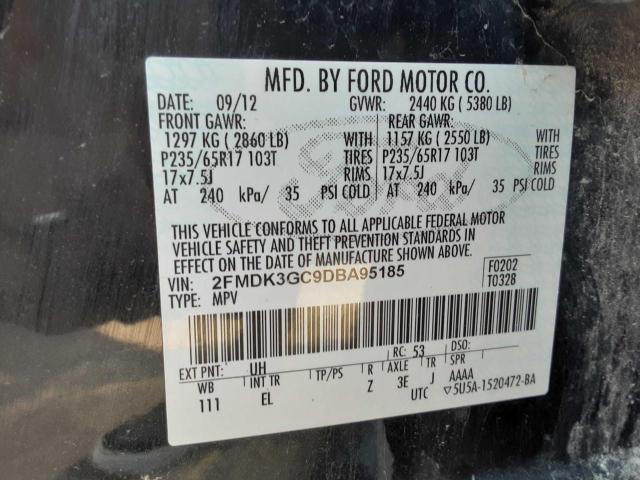 MFD. BY FORD MOTOR CO.
DATE: 09/12 GVWR: 2440 KG ( 5380 LB)
FRONT GAWR: REAR GAWR:
1297 KG ( 2860 LB) WITH 1157 KG ( 2550 LB) WITH
P235/65R17 103T TIRES P235/65R17 103T TIRES
17x7.5J RIMS 17x7.5J RIMS
AT 240 kPa/ 35 PSI COLD AT 240 kPa/ 35 PSI COLD
THIS VEHICLE CONFORMS TO ALL APPLICABLE FEDERAL MOTOR
VEHICLE SAFETY AND THEFT PREVENTION STANDARDS IN
EFFECT ON THE DATE OF MANUFACTURE SHOWN ABOVE.
VIN: 2FMDK3GC9DBA95185 F0202
TYPE: MPV T0328
EXT PNT: UH RC: 53 DSO:
WB INT TR TP/PS R AXLE TR SPR
111 EL Z 3E J AAAA
UTC ▽5U5A-1520472-BA
Ford